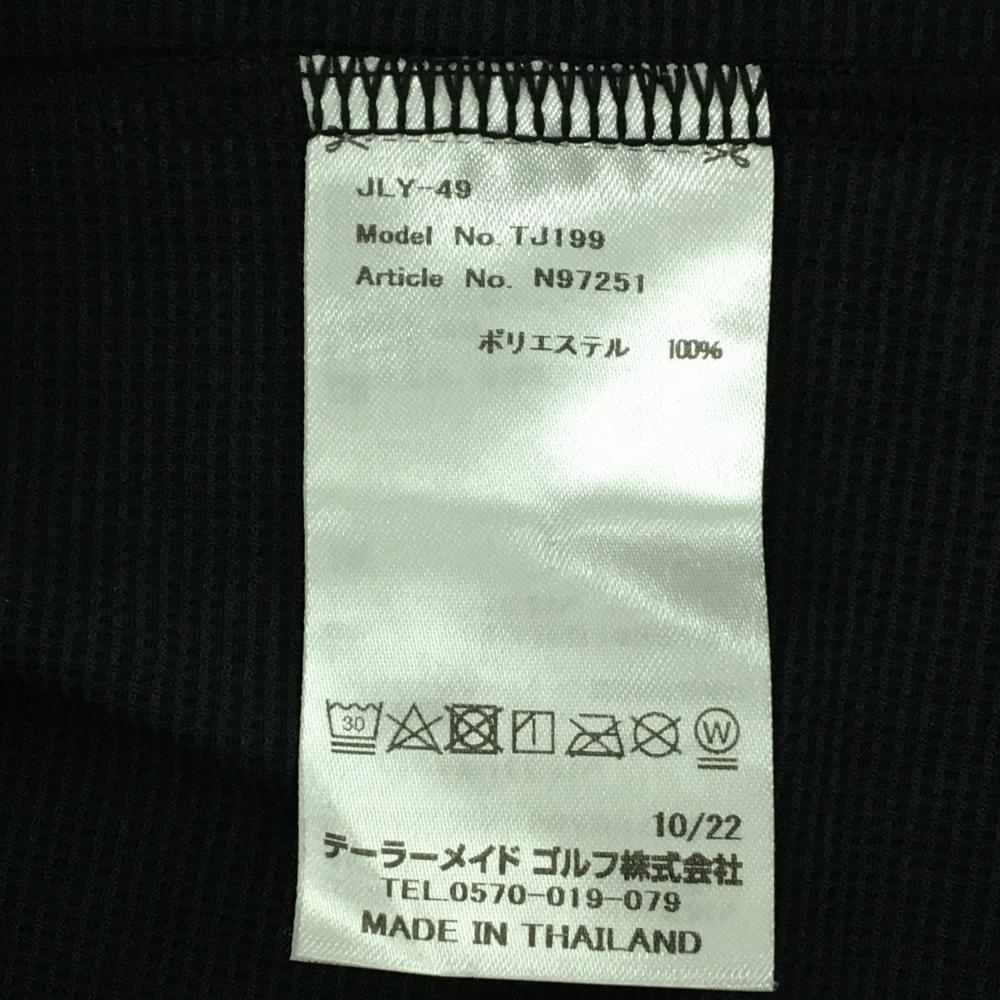 JLY-49
Model No. TJ199
Article No. N97251
ポリエステル 100%
30 W
10/22
テーラーメイド ゴルフ株式会社
TEL.0570-019-079
MADE IN THAILAND